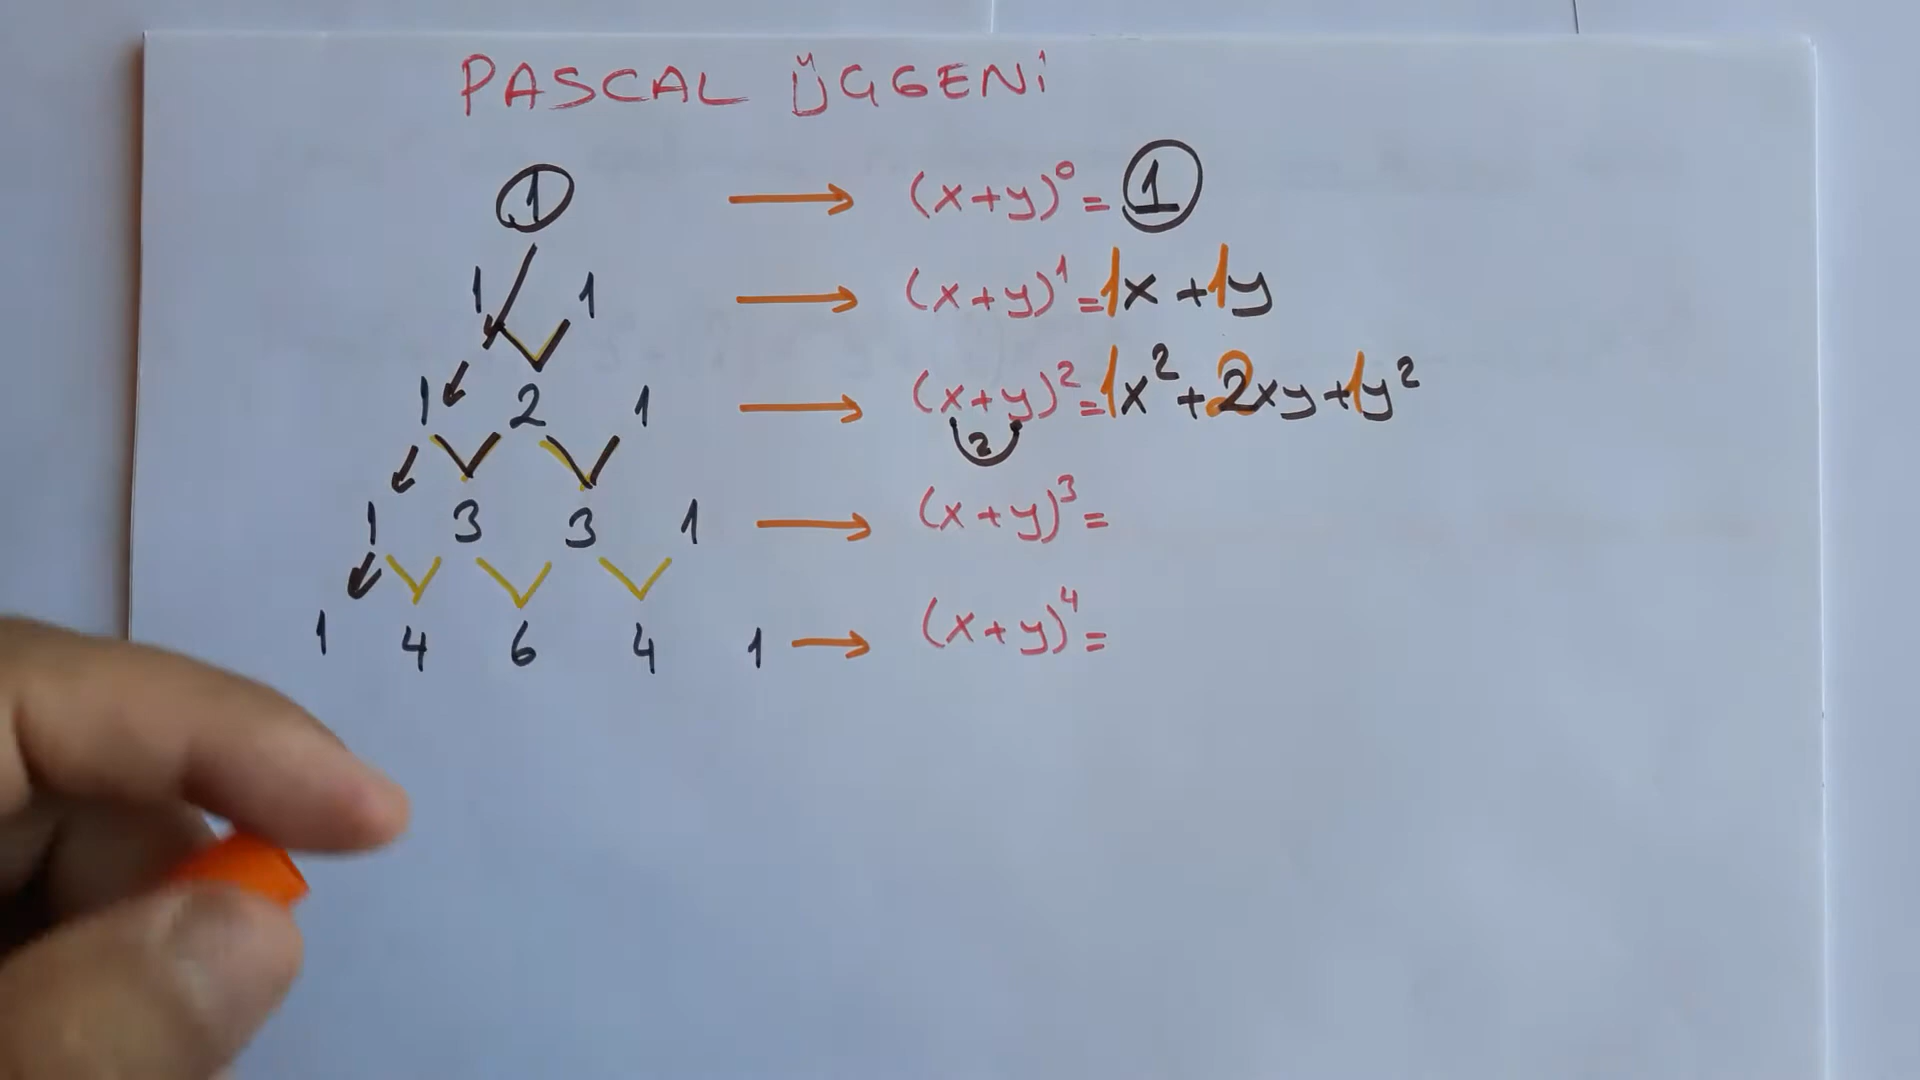 PASCAL ÜÇGENİ
1 → (x+y)⁰ = 1
1 1 → (x+y)¹ = 1x + 1y
1 2 1 → (x+y)² = 1x² + 2xy + 1y²
2
1 3 3 1 → (x+y)³ =
1 4 6 4 1 → (x+y)⁴ =